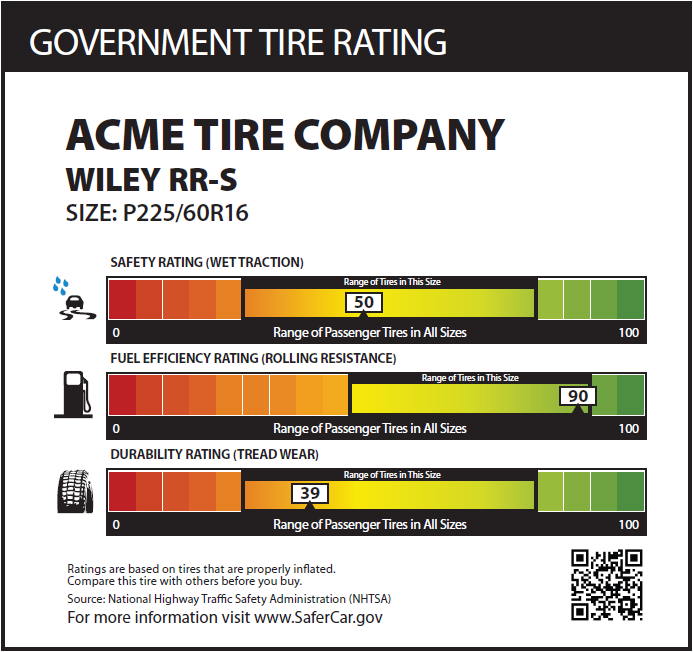 GOVERNMENT TIRE RATING
ACME TIRE COMPANY
WILEY RR-S
SIZE: P225/60R16
SAFETY RATING (WET TRACTION)
Range of Tires in This Size
50
0 Range of Passenger Tires in All Sizes 100
FUEL EFFICIENCY RATING (ROLLING RESISTANCE)
Range of Tires in This Size
90
0 Range of Passenger Tires in All Sizes 100
DURABILITY RATING (TREAD WEAR)
Range of Tires in This Size
39
0 Range of Passenger Tires in All Sizes 100
Ratings are based on tires that are properly inflated.
Compare this tire with others before you buy.
Source: National Highway Traffic Safety Administration (NHTSA)
For more information visit www.SaferCar.gov